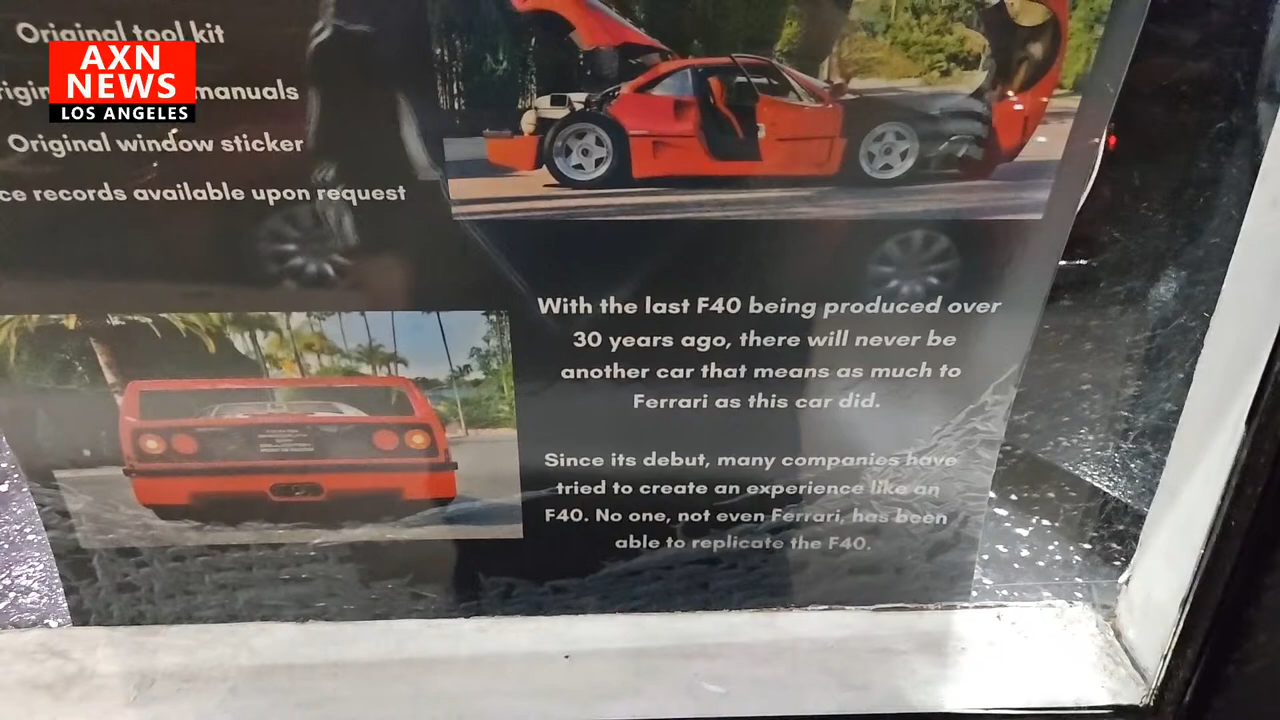 Original tool kit
AXN
NEWS
LOS ANGELES
manuals
Original window sticker
records available upon request
With the last F40 being produced over
30 years ago, there will never be
another car that means as much to
Ferrari as this car did.
Since its debut, many companies have
tried to create an experience like an
F40. No one, not even Ferrari, has been
able to replicate the F40.